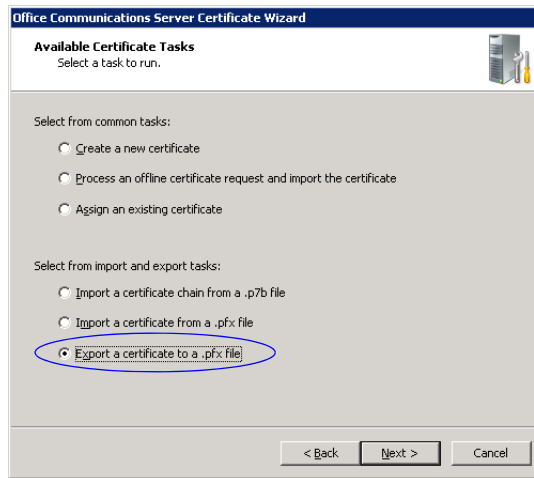 Office Communications Server Certificate Wizard
Available Certificate Tasks
Select a task to run.
Select from common tasks:
Create a new certificate
Process an offline certificate request and import the certificate
Assign an existing certificate
Select from import and export tasks:
Import a certificate chain from a .p7b file
Import a certificate from a .pfx file
Export a certificate to a .pfx file
< Back Next > Cancel